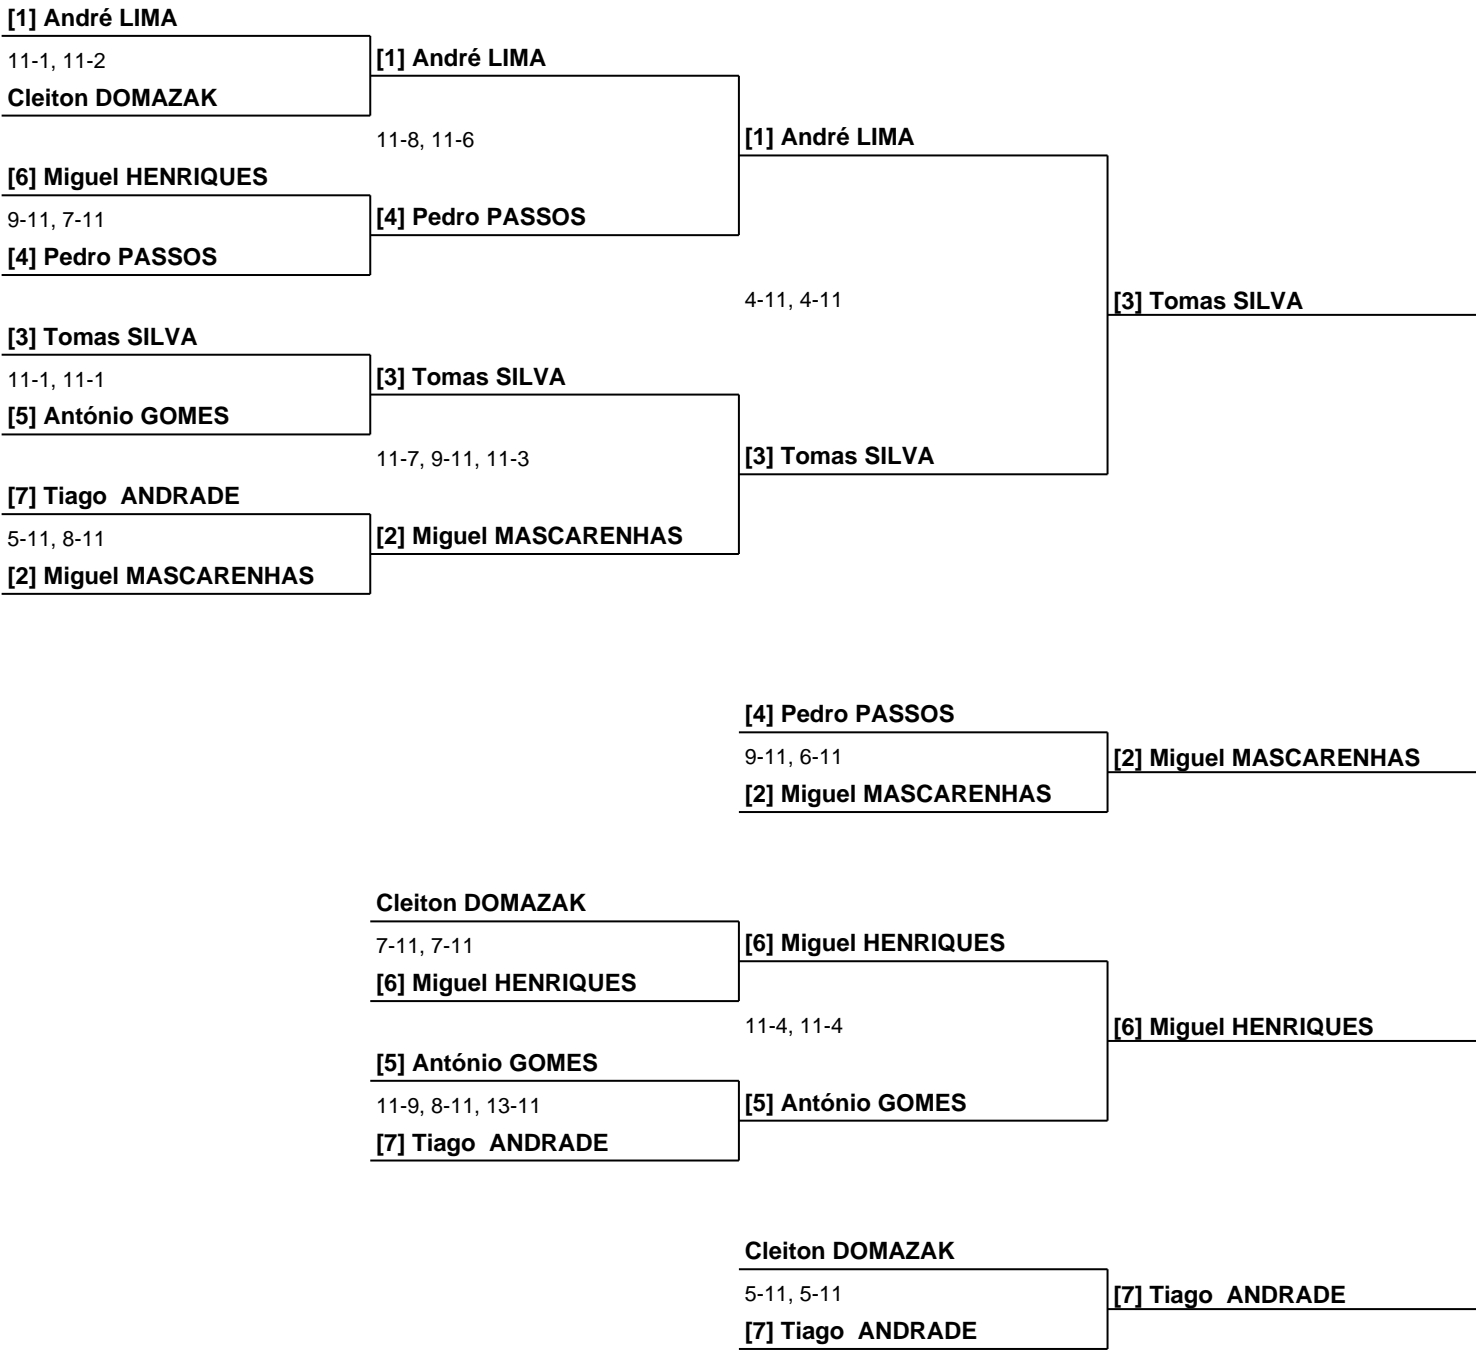 [1] André LIMA
11-1, 11-2
[1] André LIMA
Cleiton DOMAZAK
11-8, 11-6
[1] André LIMA
[6] Miguel HENRIQUES
9-11, 7-11
[4] Pedro PASSOS
[4] Pedro PASSOS
4-11, 4-11
[3] Tomas SILVA
[3] Tomas SILVA
11-1, 11-1
[3] Tomas SILVA
[5] António GOMES
11-7, 9-11, 11-3
[3] Tomas SILVA
[7] Tiago  ANDRADE
5-11, 8-11
[2] Miguel MASCARENHAS
[2] Miguel MASCARENHAS
[4] Pedro PASSOS
9-11, 6-11
[2] Miguel MASCARENHAS
[2] Miguel MASCARENHAS
Cleiton DOMAZAK
7-11, 7-11
[6] Miguel HENRIQUES
[6] Miguel HENRIQUES
11-4, 11-4
[6] Miguel HENRIQUES
[5] António GOMES
11-9, 8-11, 13-11
[5] António GOMES
[7] Tiago  ANDRADE
Cleiton DOMAZAK
5-11, 5-11
[7] Tiago  ANDRADE
[7] Tiago  ANDRADE